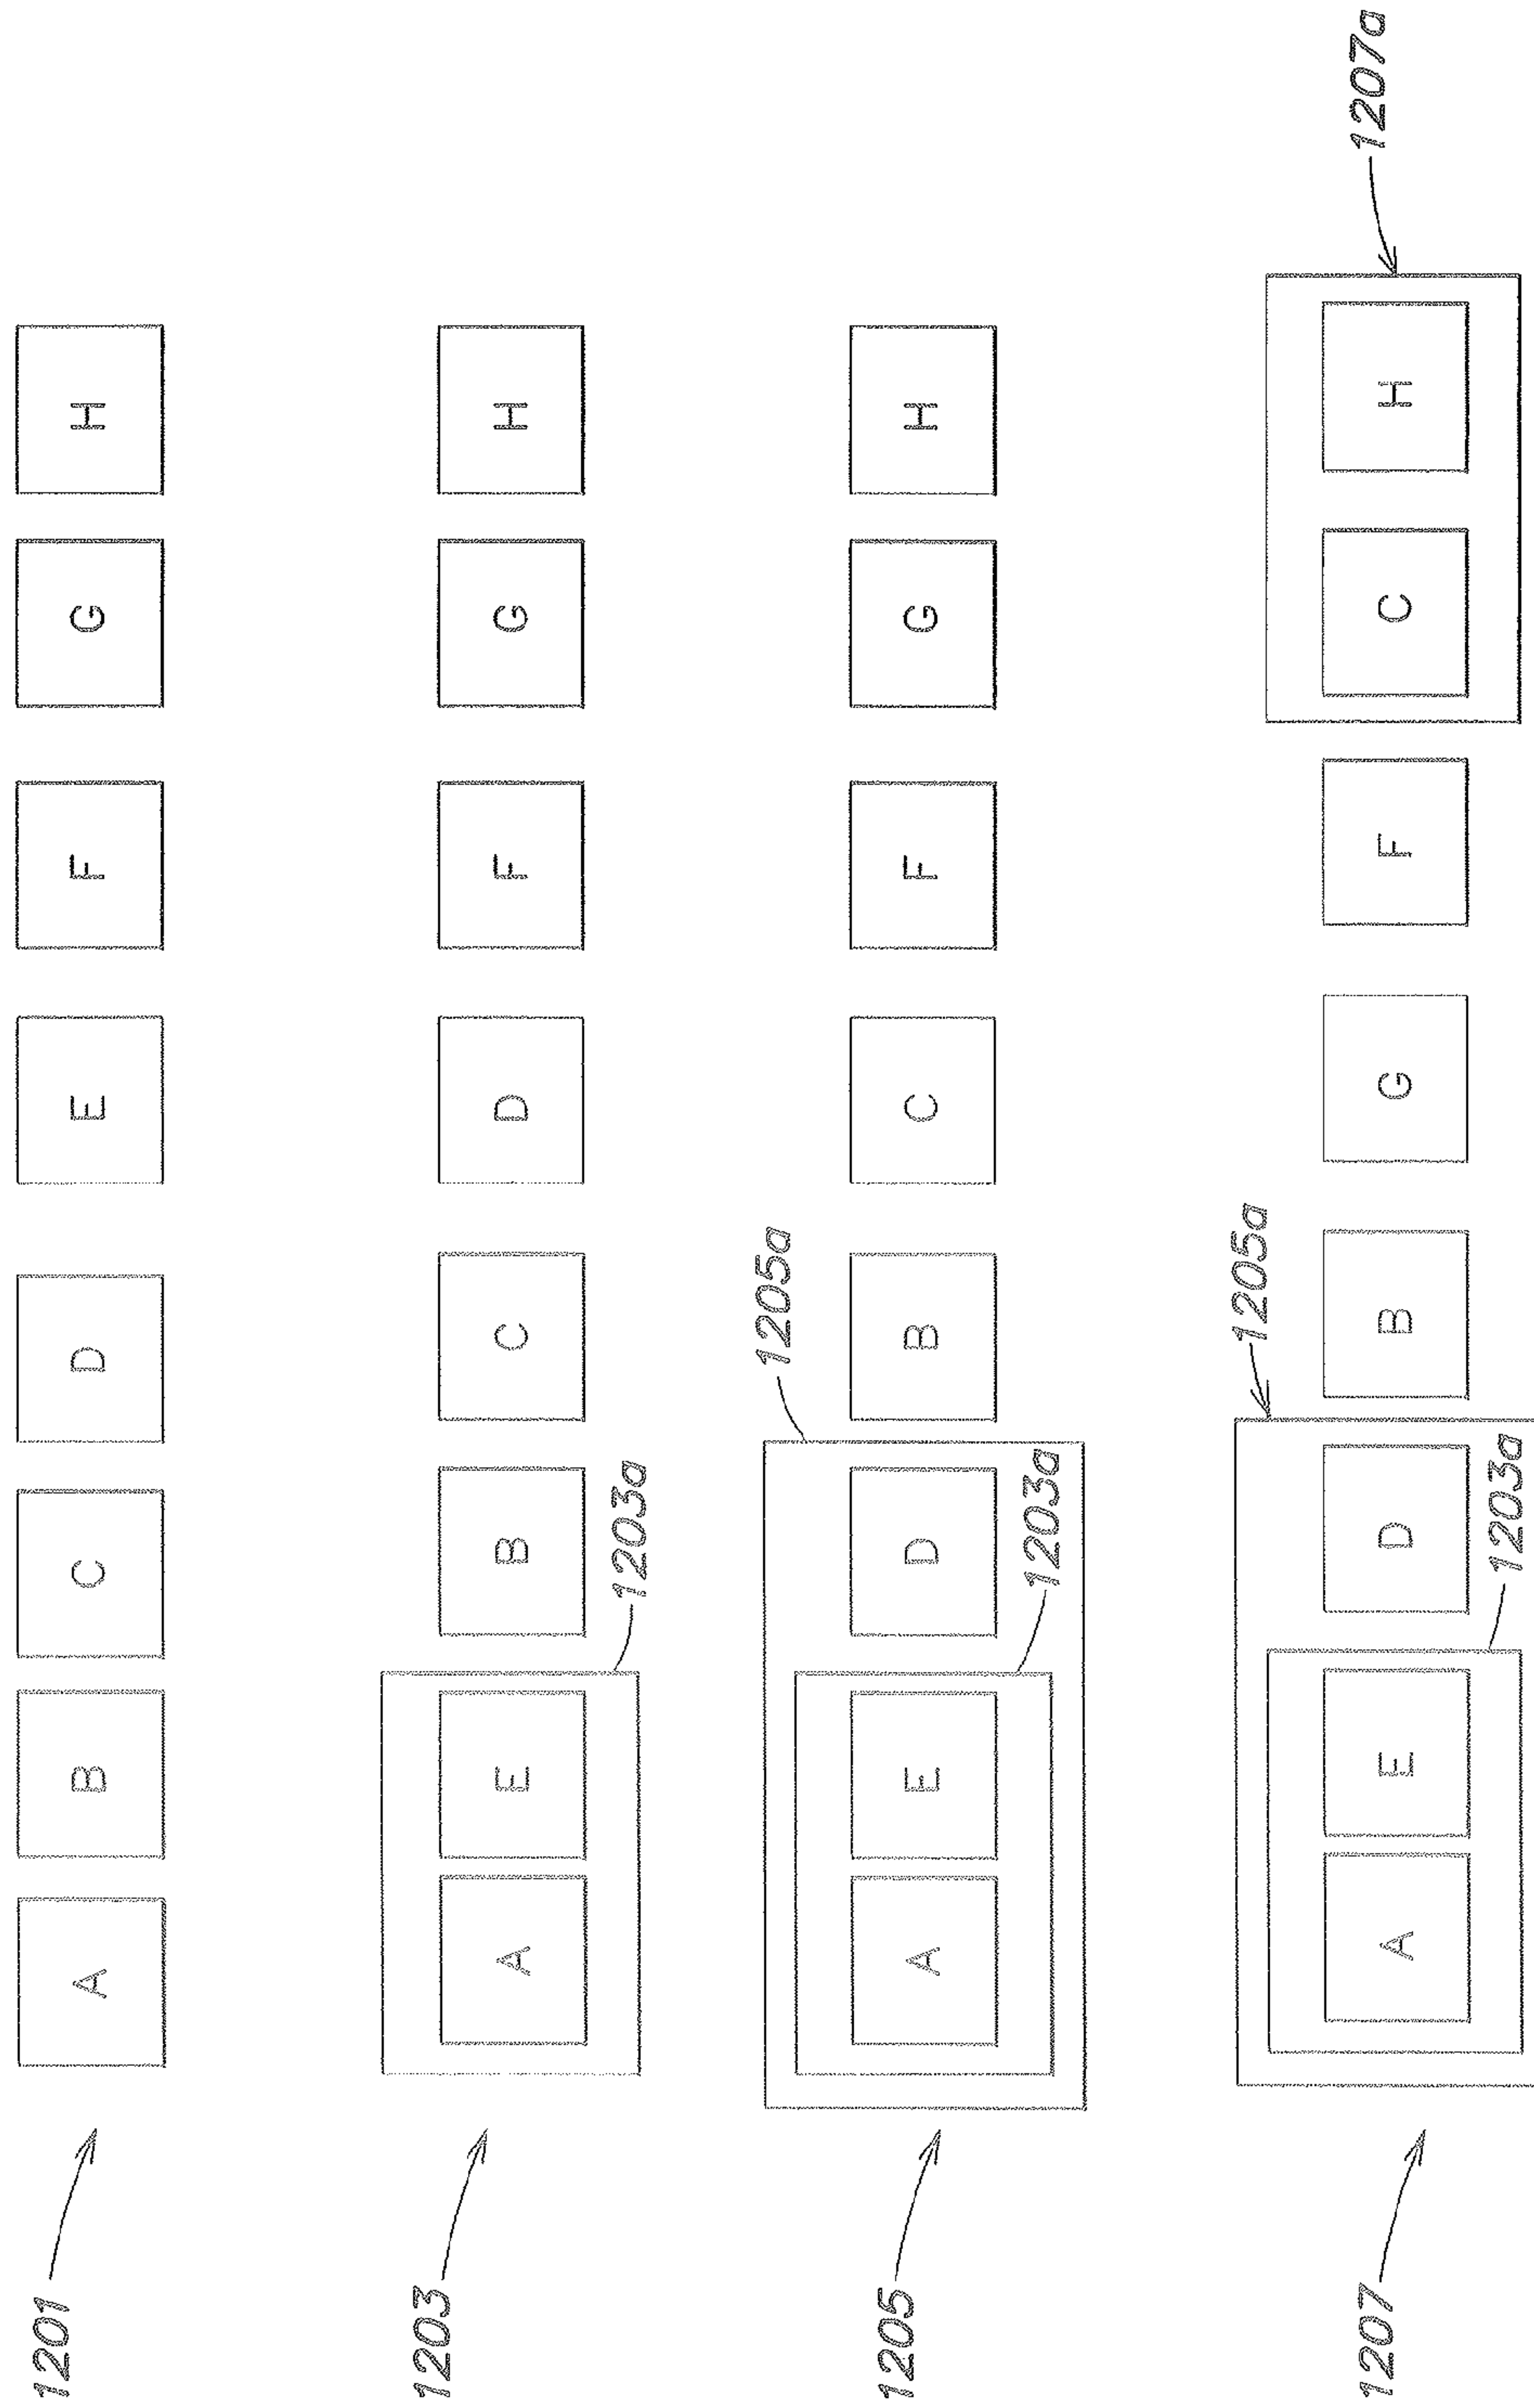 1201 A B C D E F G H
1203 A E B C D F G H
1203a
1205a
1205 A E D B C F G H
1203a
1205a
1207a
1207 A E D B G F C H
1203a